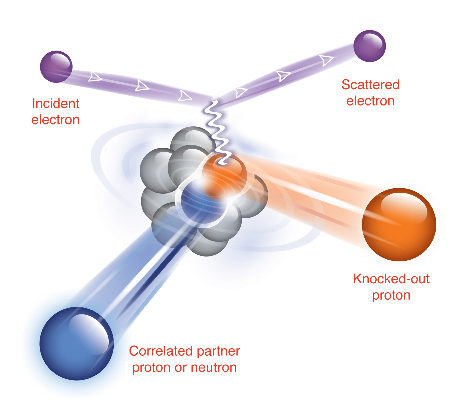 Incident
electron
Scattered
electron
Knocked-out
proton
Correlated partner
proton or neutron